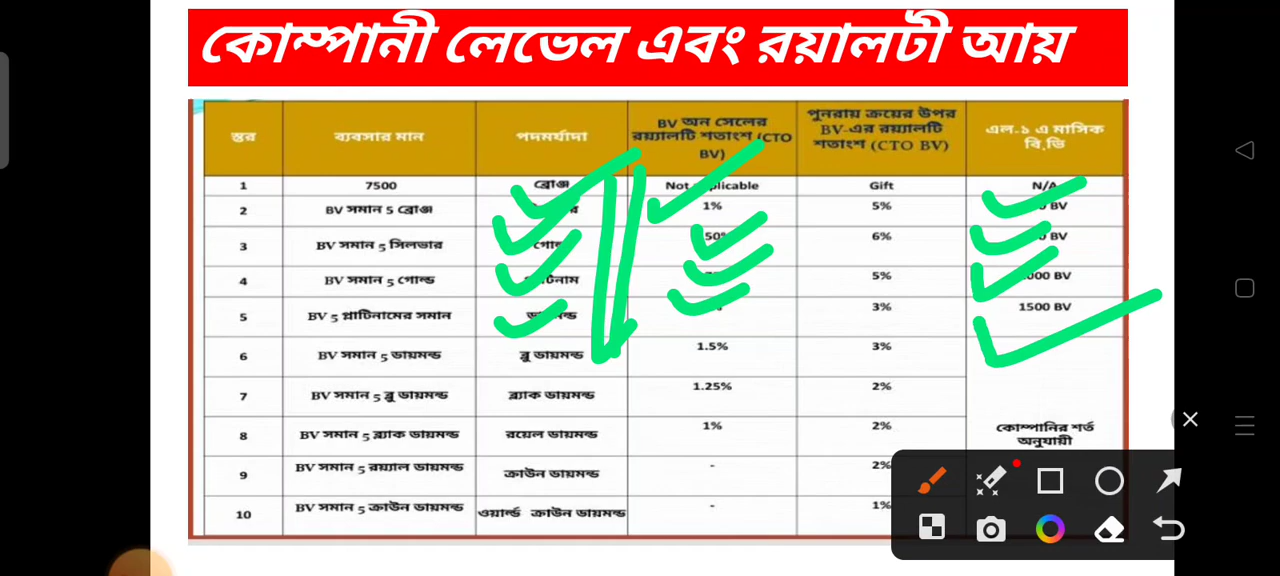 কোম্পানী লেভেল এবং রয়ালটী আয়
স্তর ব্যবসার মান পদমর্যাদা BV অন সেলের রয়্যালটি শতাংশ (CTO BV) পুনরায় ক্রয়ের উপর BV-এর রয়্যালটি শতাংশ (CTO BV) এল-১ এ মাসিক বি.ডি
1 7500 ব্রোঞ্জ Not Gift N/A
2 BV সমান 5 ব্রোঞ্জ 1% 5% BV
3 BV সমান 5 সিলভার 6% BV
4 BV সমান 5 গোল্ড 5% BV
5 BV 5 প্লাটিনামের সমান 3% 1500 BV
6 BV সমান 5 ডায়মন্ড ব্লু ডায়মন্ড 1.5% 3%
7 BV সমান 5 ব্লু ডায়মন্ড ব্ল্যাক ডায়মন্ড 1.25% 2%
8 BV সমান 5 ব্ল্যাক ডায়মন্ড রয়েল ডায়মন্ড 1% 2% কোম্পানির শর্ত অনুযায়ী
9 BV সমান 5 রয়্যাল ডায়মন্ড ক্রাউন ডায়মন্ড - 2%
10 BV সমান 5 ক্রাউন ডায়মন্ড ওয়ার্ল্ড ক্রাউন ডায়মন্ড - 1%